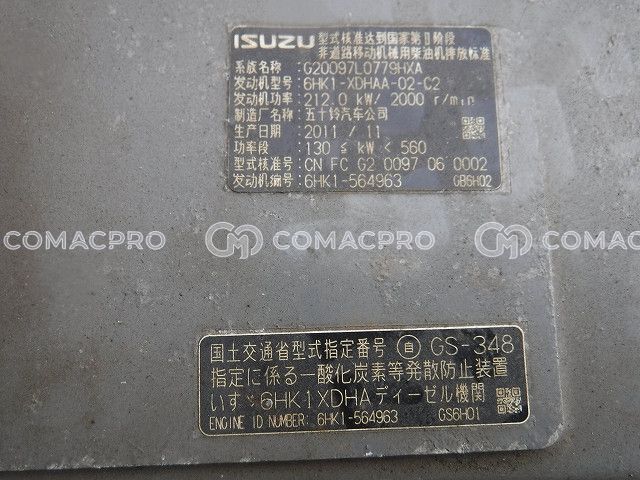 ISUZU 型式核准达到国家第Ⅱ阶段
非道路移动机械用柴油机排放标准
系族名称: G20097L0779HXA
发动机型号: 6HK1-XDHAA-02-C2
发动机功率: 212.0 kW/ 2000 r/min
制造厂名称: 五十铃汽车公司
生产日期: 2011 / 11
功率段: 130 ≦ kW < 560
型式核准号: CN FC G2 0097 06 0002
发动机编号: 6HK1-564963 GB6H02
COMACPRO CM COMACPRO CM
国土交通省型式指定番号 自 GS-348
指定に係る一酸化炭素等発散防止装置
いすゞ6HK1XDHAディーゼル機関
ENGINE ID NUMBER: 6HK1-564963 GS6H01